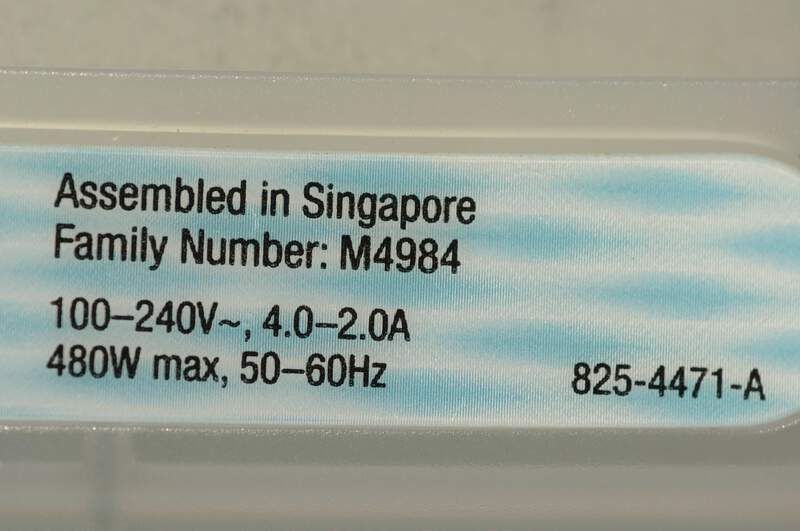 Assembled in Singapore
Family Number: M4984
100–240V~, 4.0–2.0A
480W max, 50–60Hz
825-4471-A